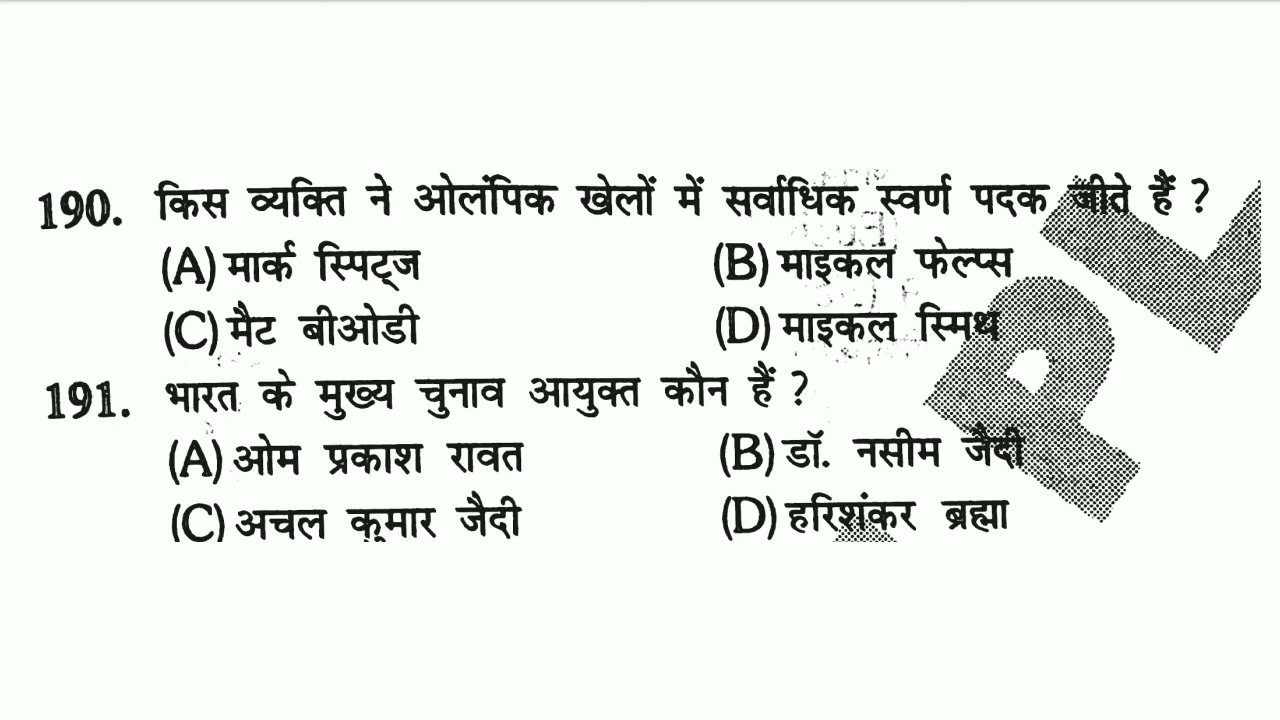 190. किस व्यक्ति ने ओलंपिक खेलों में सर्वाधिक स्वर्ण पदक जीते हैं ?
(A) मार्क स्पिट्ज (B) माइकल फेल्प्स
(C) मैट बीओडी (D) माइकल स्मिथ
191. भारत के मुख्य चुनाव आयुक्त कौन हैं ?
(A) ओम प्रकाश रावत (B) डॉ. नसीम जैदी
(C) अचल कुमार जैदी (D) हरिशंकर ब्रह्मा